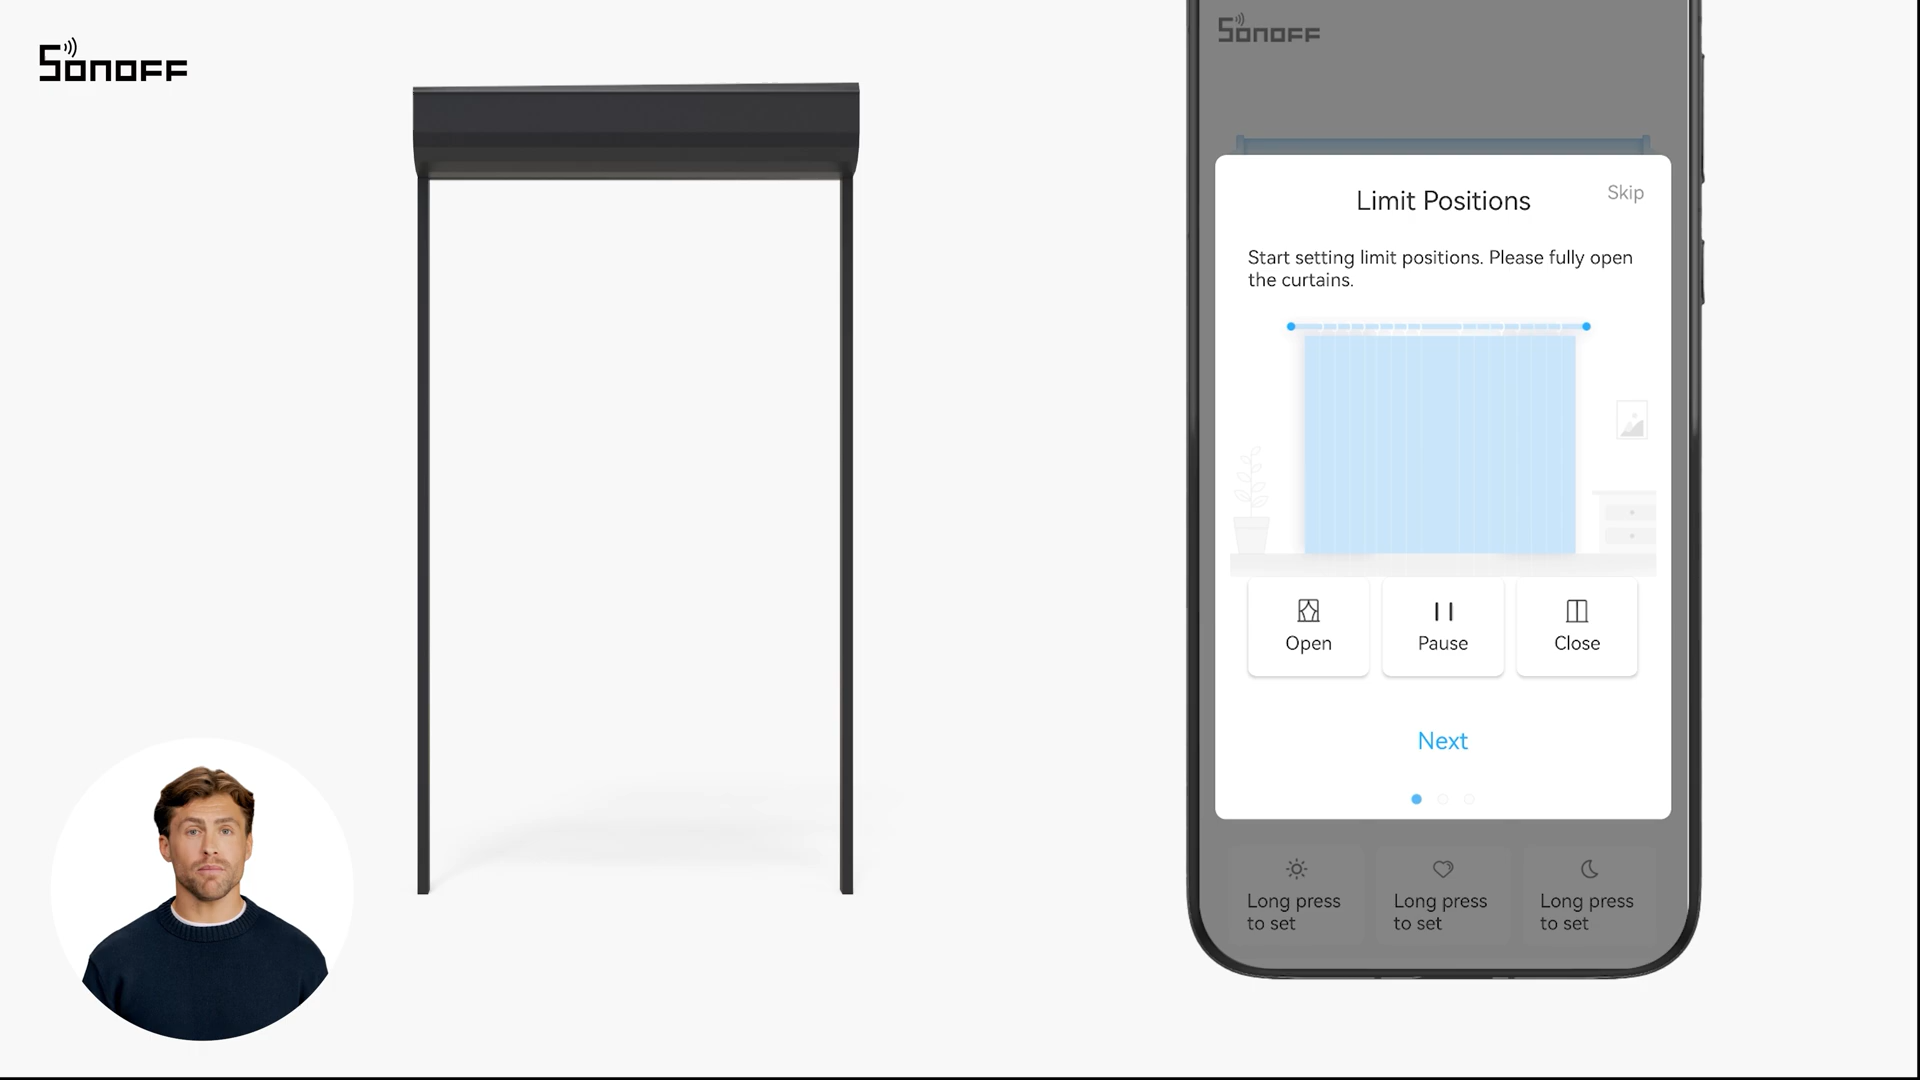 SONOFF
SONOFF
Limit Positions
Skip
Start setting limit positions. Please fully open
the curtains.
Open
Pause
Close
Next
Long press
to set
Long press
to set
Long press
to set